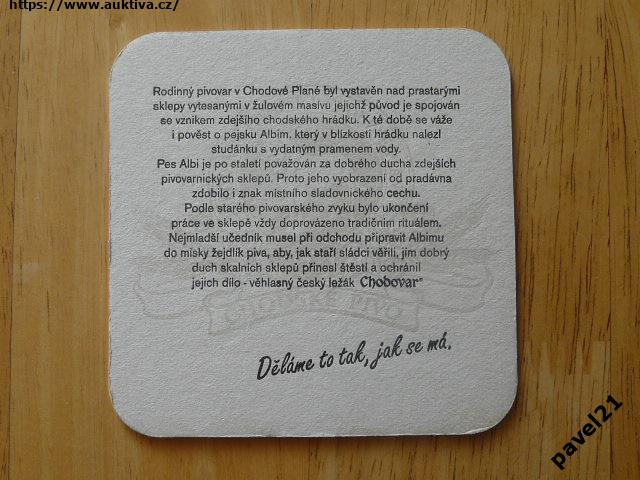 https://www.auktiva.cz/
Rodinný pivovar v Chodové Plané byl vystavěn nad prastarými
sklepy vytesanými v žulovém masivu jejichž původ je spojován
se vznikem zdejšího chodského hrádku. K té době se váže
i pověst o pejsku Albim, který v blízkosti hrádku nalezl
studánku s vydatným pramenem vody.
Pes Albi je po staletí považován za dobrého ducha zdejších
pivovarnických sklepů. Proto jeho vyobrazení od pradávna
zdobilo i znak místního sladovnického cechu.
Podle starého pivovarského zvyku bylo ukončení
práce ve sklepě vždy doprovázeno tradičním rituálem.
Nejmladší učedník musel při odchodu připravit Albimu
do misky žejdlík piva, aby, jak staří sládci věřili, jim dobrý
duch skalních sklepů přinesl štěstí a ochránil
jejich dílo - věhlasný český ležák Chodovar®
CHODSKÉ PIVO
Děláme to tak, jak se má.
pavel21